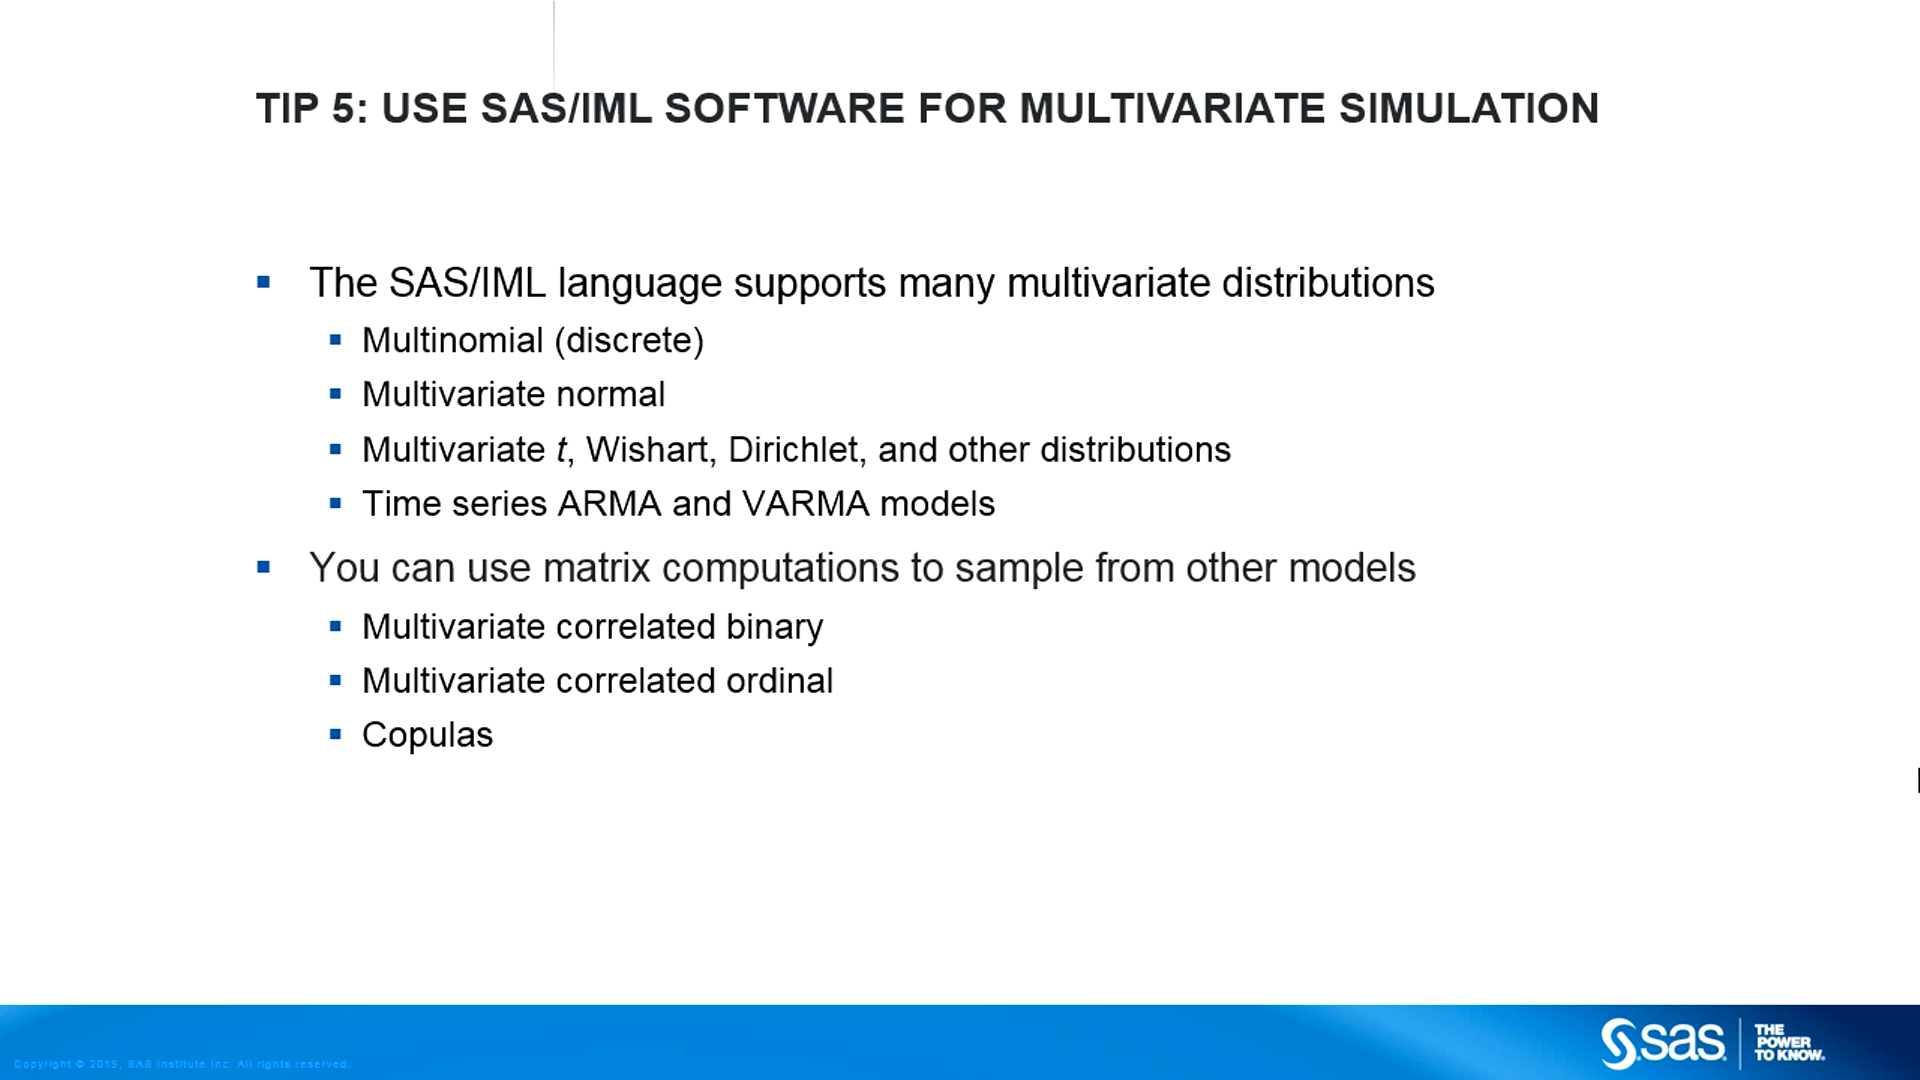 TIP 5: USE SAS/IML SOFTWARE FOR MULTIVARIATE SIMULATION
The SAS/IML language supports many multivariate distributions
Multinomial (discrete)
Multivariate normal
Multivariate t, Wishart, Dirichlet, and other distributions
Time series ARMA and VARMA models
You can use matrix computations to sample from other models
Multivariate correlated binary
Multivariate correlated ordinal
Copulas
Copyright © 2015, SAS Institute Inc. All rights reserved.
sas
THE
POWER
TO KNOW.